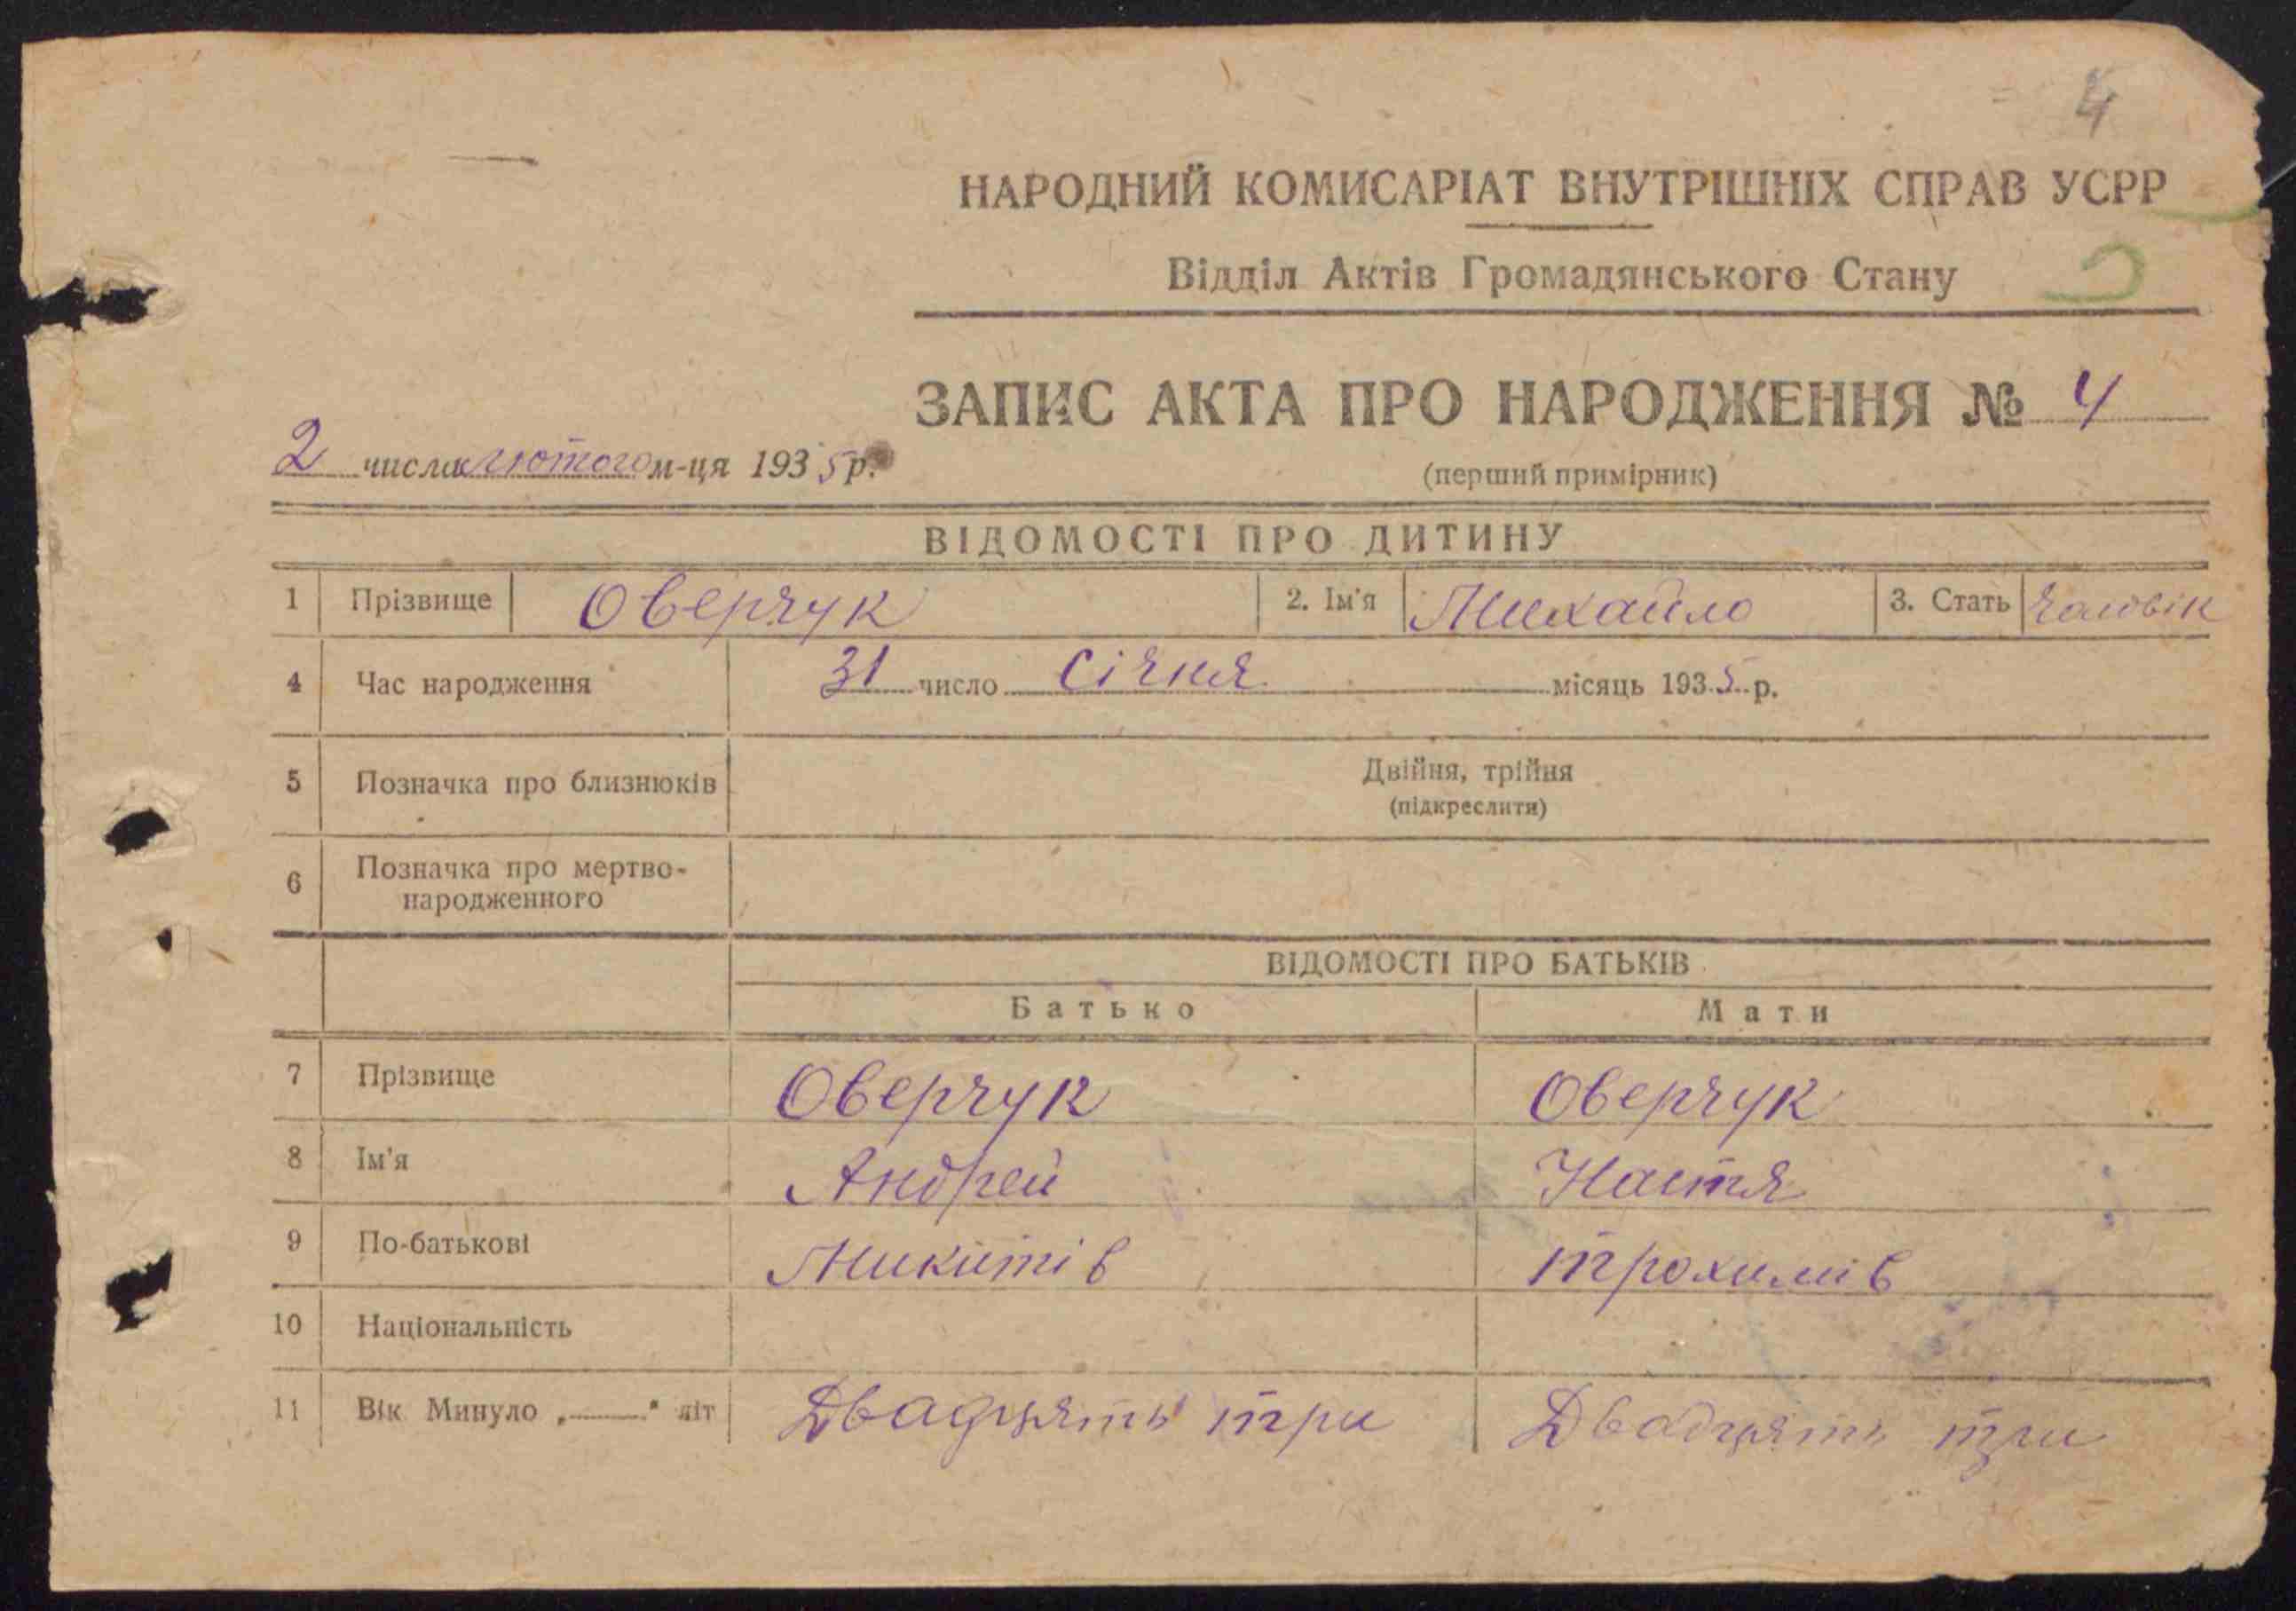 4
НАРОДНИЙ КОМИСАРІАТ ВНУТРІШНІХ СПРАВ УСРР
Відділ Актів Громадянського Стану
ЗАПИС АКТА ПРО НАРОДЖЕННЯ № 4
2 числа лютого м-ця 1935 р.
(перший примірник)
ВІДОМОСТІ ПРО ДИТИНУ
1 Прізвище Оверчук 2. Ім'я Михайло 3. Стать чоловік
4 Час народження 31 число Січня місяць 1935 р.
5 Позначка про близнюків Двійня, трійня
(підкреслити)
6 Позначка про мертво-
народженного
ВІДОМОСТІ ПРО БАТЬКІВ
Батько Мати
7 Прізвище Оверчук Оверчук
8 Ім'я Андрей Настя
9 По-батькові Микитів трохимів
10 Національність
11 Вік Минуло „——" літ Двадцять три Двадцять три